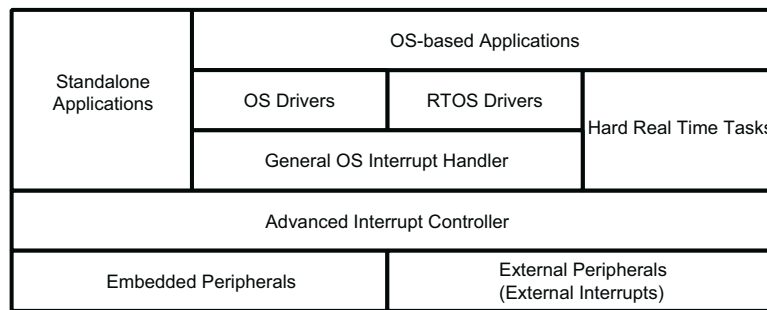 OS-based Applications
Standalone
Applications
OS Drivers
RTOS Drivers
Hard Real Time Tasks
General OS Interrupt Handler
Advanced Interrupt Controller
Embedded Peripherals
External Peripherals
(External Interrupts)